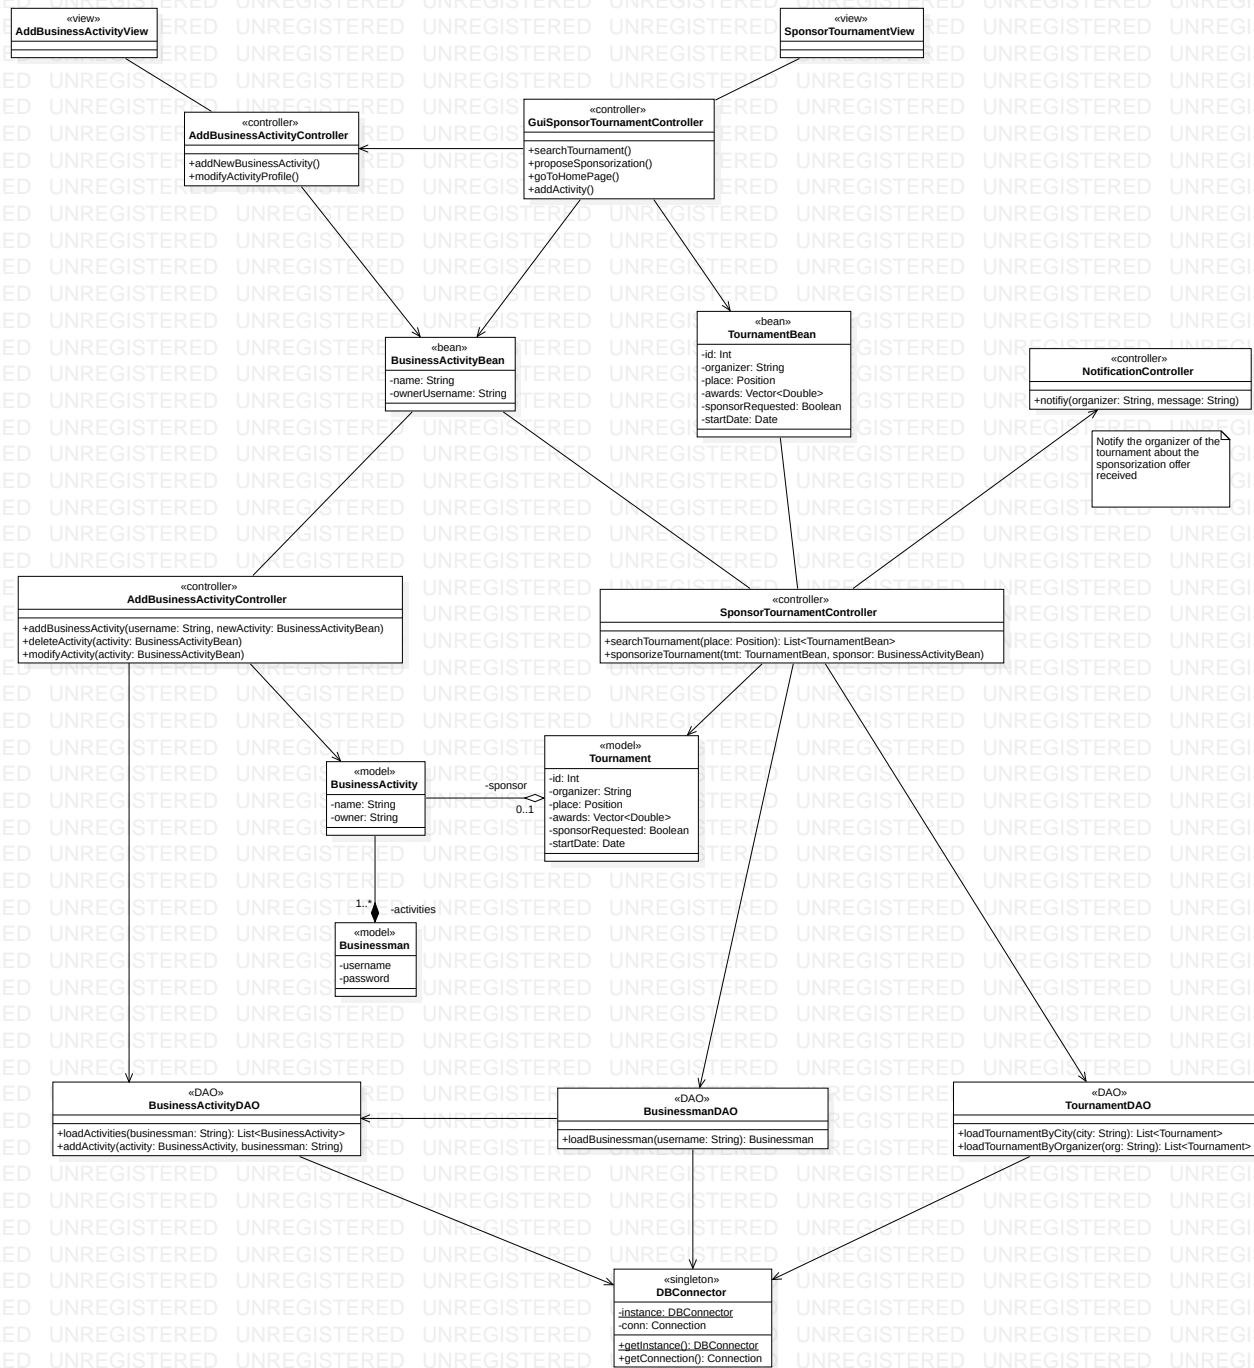 «view»
AddBusinessActivityView
«view»
SponsorTournamentView
«controller»
AddBusinessActivityController
+addNewBusinessActivity()
+modifyActivityProfile()
«controller»
GuiSponsorTournamentController
+searchTournament()
+proposeSponsorization()
+goToHomePage()
+addActivity()
«bean»
BusinessActivityBean
-name: String
-ownerUsername: String
«bean»
TournamentBean
-id: Int
-organizer: String
-place: Position
-awards: Vector<Double>
-sponsorRequested: Boolean
-startDate: Date
«controller»
NotificationController
+notifiy(organizer: String, message: String)
Notify the organizer of the
tournament about the
sponsorization offer
received
«controller»
AddBusinessActivityController
+addBusinessActivity(username: String, newActivity: BusinessActivityBean)
+deleteActivity(activity: BusinessActivityBean)
+modifyActivity(activity: BusinessActivityBean)
«controller»
SponsorTournamentController
+searchTournament(place: Position): List<TournamentBean>
+sponsorizeTournament(tmt: TournamentBean, sponsor: BusinessActivityBean)
«model»
BusinessActivity
-name: String
-owner: String
-sponsor
0..1
«model»
Tournament
-id: Int
-organizer: String
-place: Position
-awards: Vector<Double>
-sponsorRequested: Boolean
-startDate: Date
1..*
-activities
«model»
Businessman
-username
-password
«DAO»
BusinessActivityDAO
+loadActivities(businessman: String): List<BusinessActivity>
+addActivity(activity: BusinessActivity, businessman: String)
«DAO»
BusinessmanDAO
+loadBusinessman(username: String): Businessman
«DAO»
TournamentDAO
+loadTournamentByCity(city: String): List<Tournament>
+loadTournamentByOrganizer(org: String): List<Tournament>
«singleton»
DBConnector
-instance: DBConnector
-conn: Connection
+getInstance(): DBConnector
+getConnection(): Connection
UNREGISTERED